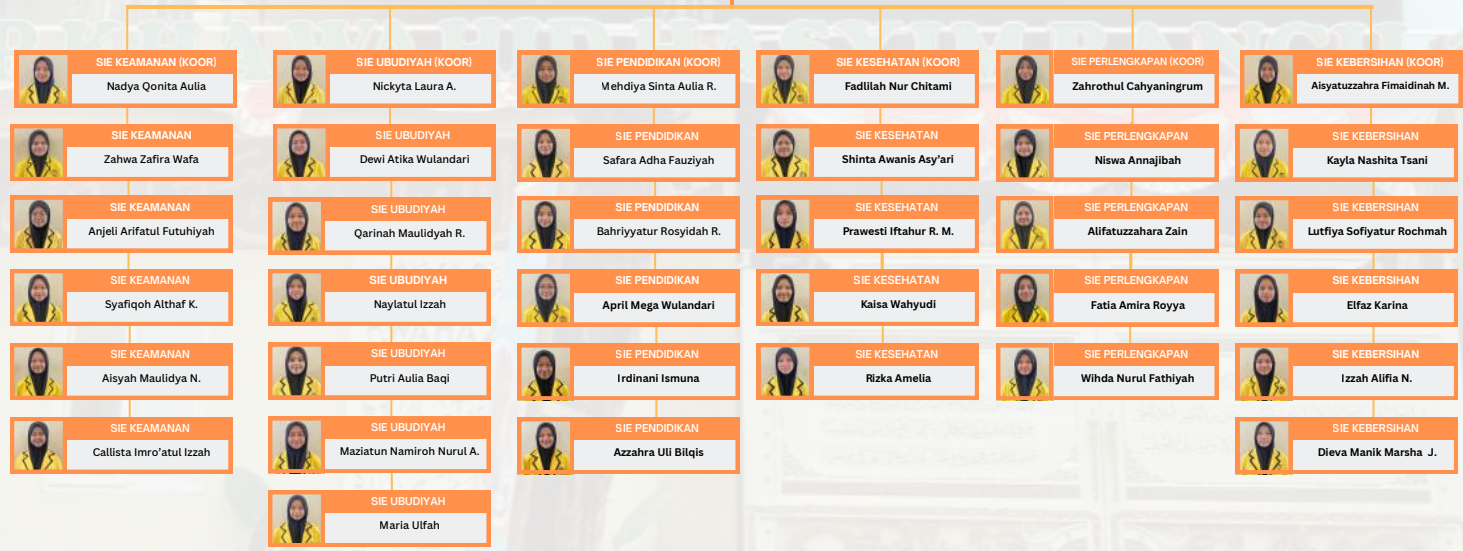 SIE KEAMANAN (KOOR)
Nadya Qonita Aulia
SIE KEAMANAN
Zahwa Zafira Wafa
SIE KEAMANAN
Anjeli Arifatul Futuhiyah
SIE KEAMANAN
Syafiqoh Althaf K.
SIE KEAMANAN
Aisyah Maulidya N.
SIE KEAMANAN
Callista Imro'atul Izzah
SIE UBUDIYAH (KOOR)
Nickyta Laura A.
SIE UBUDIYAH
Dewi Atika Wulandari
SIE UBUDIYAH
Qarinah Maulidyah R.
SIE UBUDIYAH
Naylatul Izzah
SIE UBUDIYAH
Putri Aulia Baqi
SIE UBUDIYAH
Maziatun Namiroh Nurul A.
SIE UBUDIYAH
Maria Ulfah
SIE PENDIDIKAN (KOOR)
Mehdiya Sinta Aulia R.
SIE PENDIDIKAN
Safara Adha Fauziyah
SIE PENDIDIKAN
Bahriyyatur Rosyidah R.
SIE PENDIDIKAN
April Mega Wulandari
SIE PENDIDIKAN
Irdinani Ismuna
SIE PENDIDIKAN
Azzahra Uli Bilqis
SIE KESEHATAN (KOOR)
Fadlilah Nur Chitami
SIE KESEHATAN
Shinta Awanis Asy'ari
SIE KESEHATAN
Prawesti Iftahur R. M.
SIE KESEHATAN
Kaisa Wahyudi
SIE KESEHATAN
Rizka Amelia
SIE PERLENGKAPAN (KOOR)
Zahrothul Cahyaningrum
SIE PERLENGKAPAN
Niswa Annajibah
SIE PERLENGKAPAN
Alifatuzzahara Zain
SIE PERLENGKAPAN
Fatia Amira Royya
SIE PERLENGKAPAN
Wihda Nurul Fathiyah
SIE KEBERSIHAN (KOOR)
Aisyatuzzahra Fimaidinah M.
SIE KEBERSIHAN
Kayla Nashita Tsani
SIE KEBERSIHAN
Lutfiya Sofiyatur Rochmah
SIE KEBERSIHAN
Elfaz Karina
SIE KEBERSIHAN
Izzah Alifia N.
SIE KEBERSIHAN
Dieva Manik Marsha J.